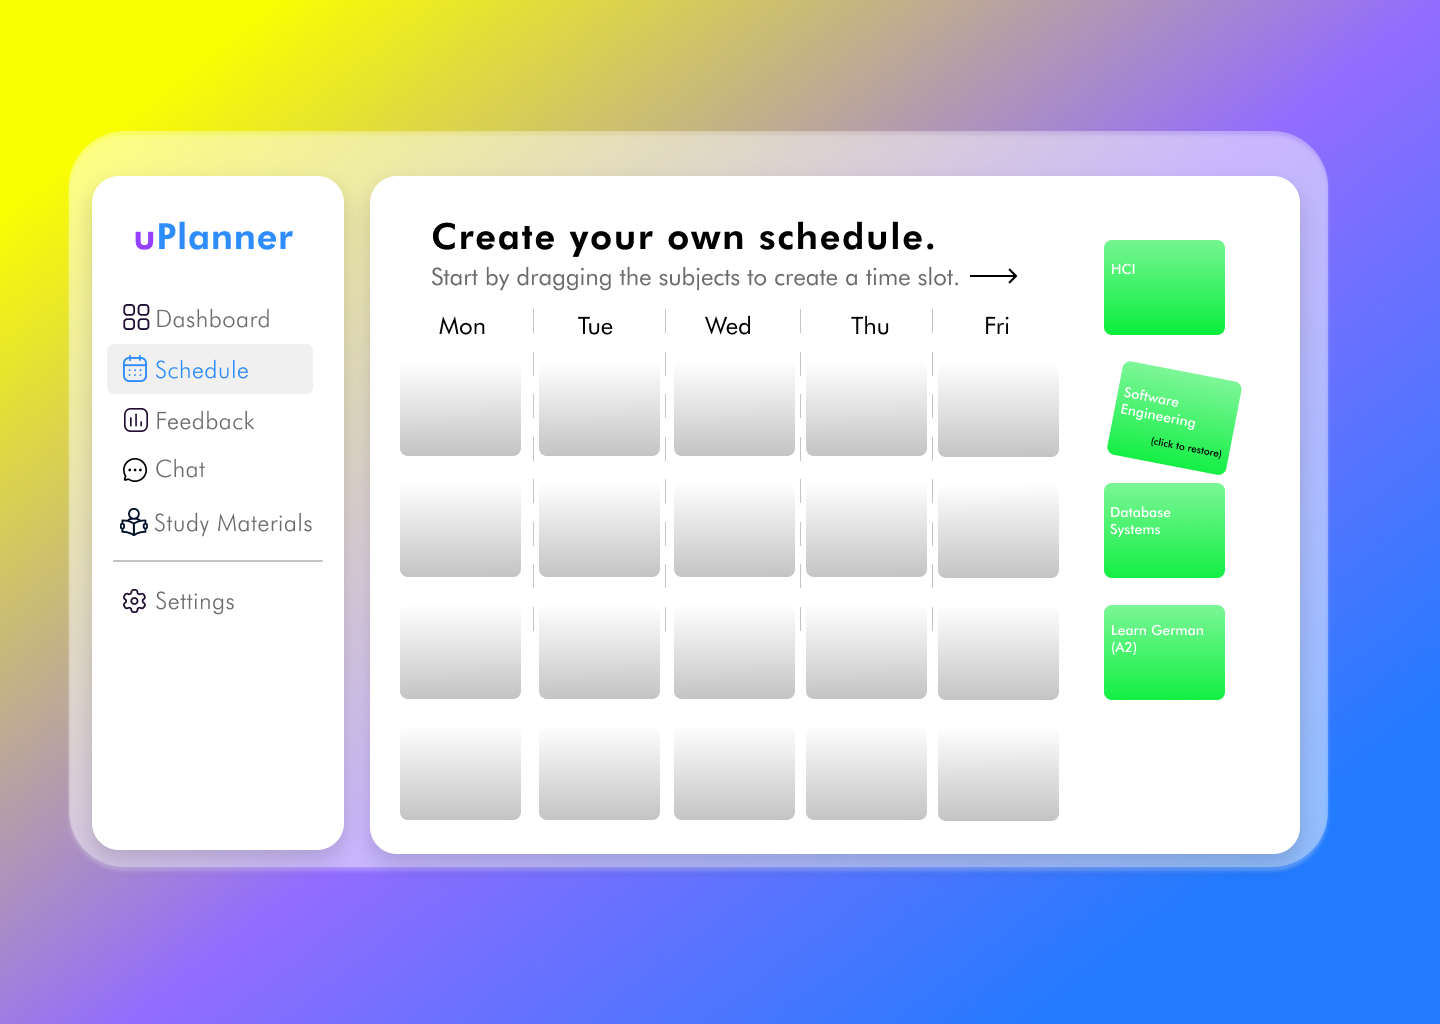 uPlanner
Dashboard
Schedule
Feedback
Chat
Study Materials
Settings
Create your own schedule.
Start by dragging the subjects to create a time slot.
Mon Tue Wed Thu Fri
HCI
Software
Engineering
(click to restore)
Database
Systems
Learn German
(A2)